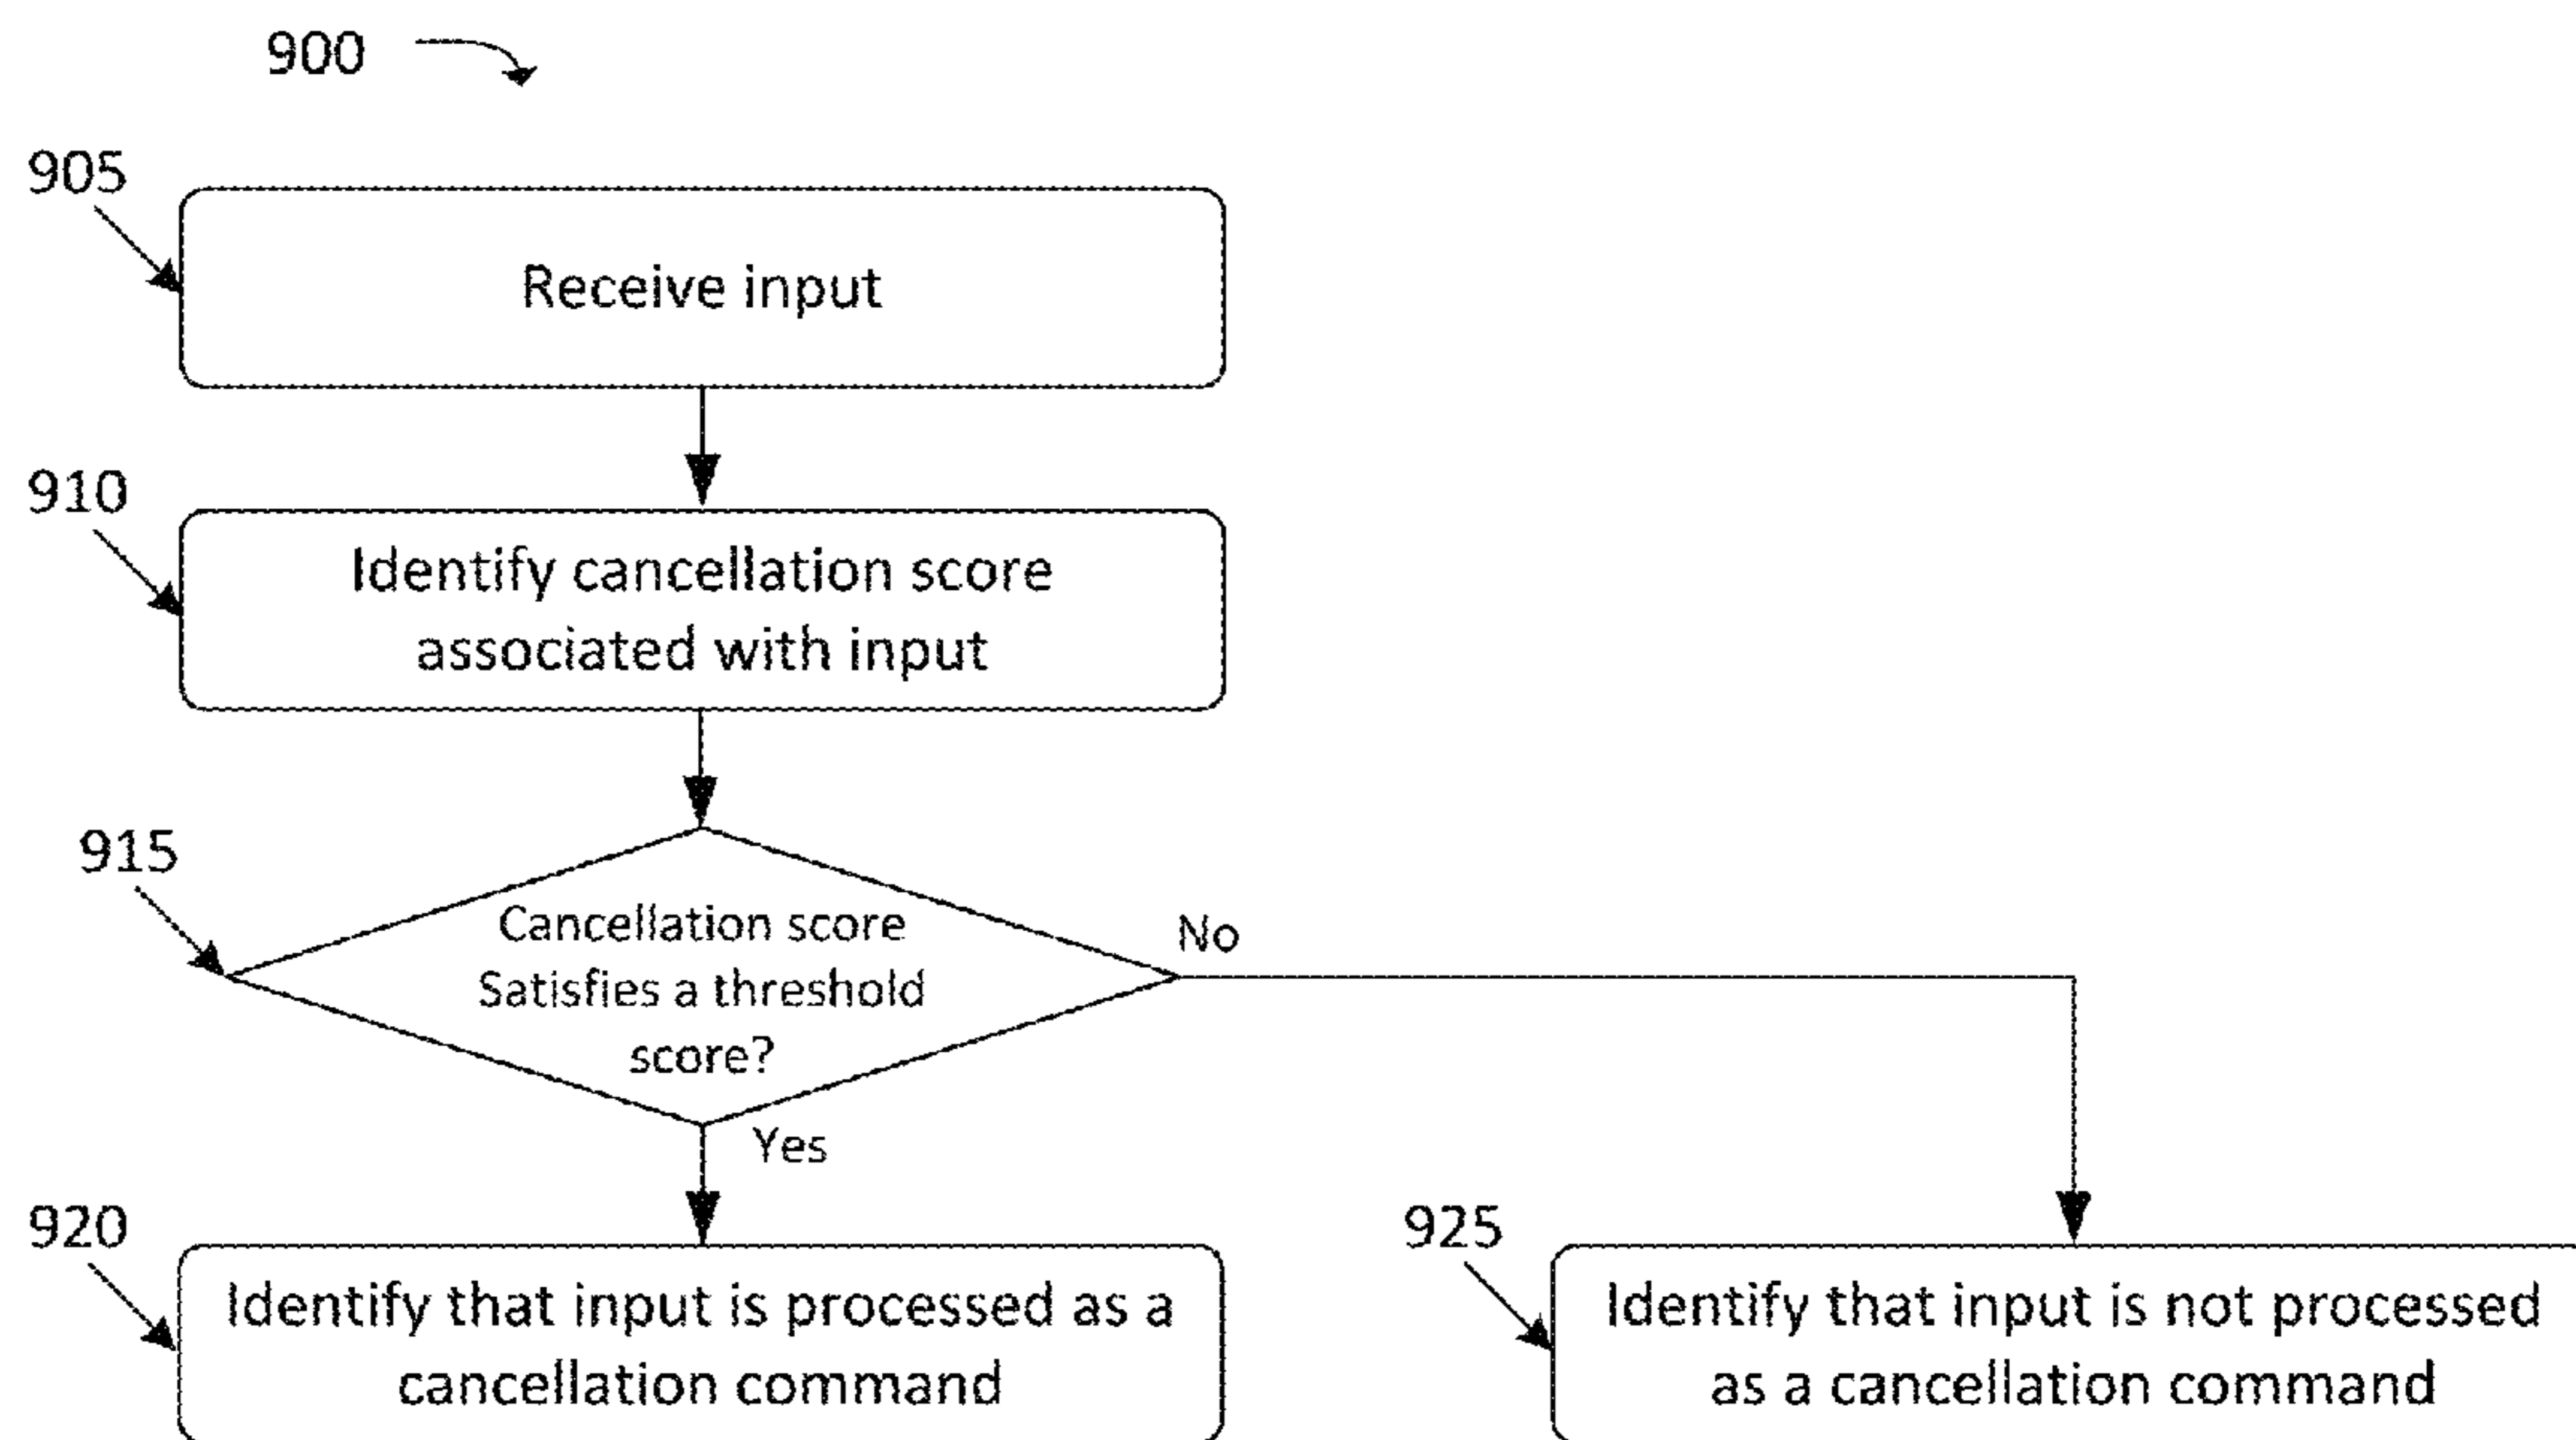 900
905
Receive input
910
Identify cancellation score
associated with input
915
Cancellation score
Satisfies a threshold
score?
No
Yes
920
Identify that input is processed as a
cancellation command
925
Identify that input is not processed
as a cancellation command